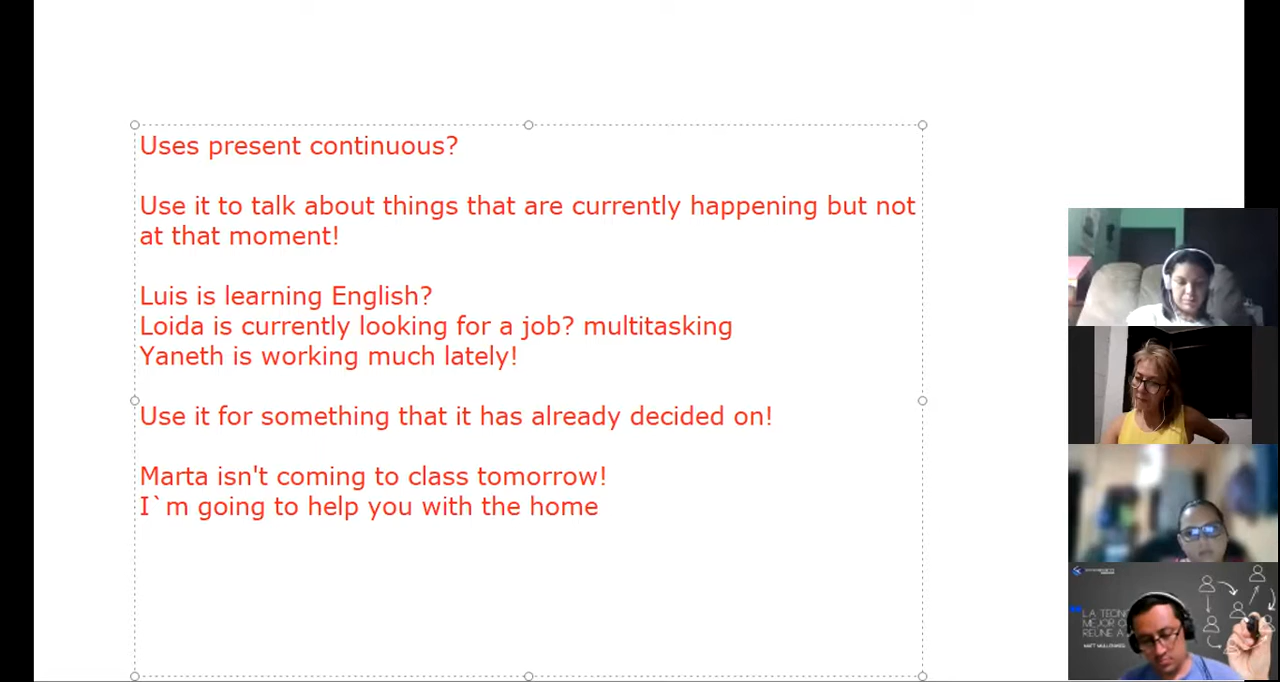 Uses present continuous?
Use it to talk about things that are currently happening but not
at that moment!
Luis is learning English?
Loida is currently looking for a job? multitasking
Yaneth is working much lately!
Use it for something that it has already decided on!
Marta isn't coming to class tomorrow!
I`m going to help you with the home
LA
MEJOR
REÚNE A